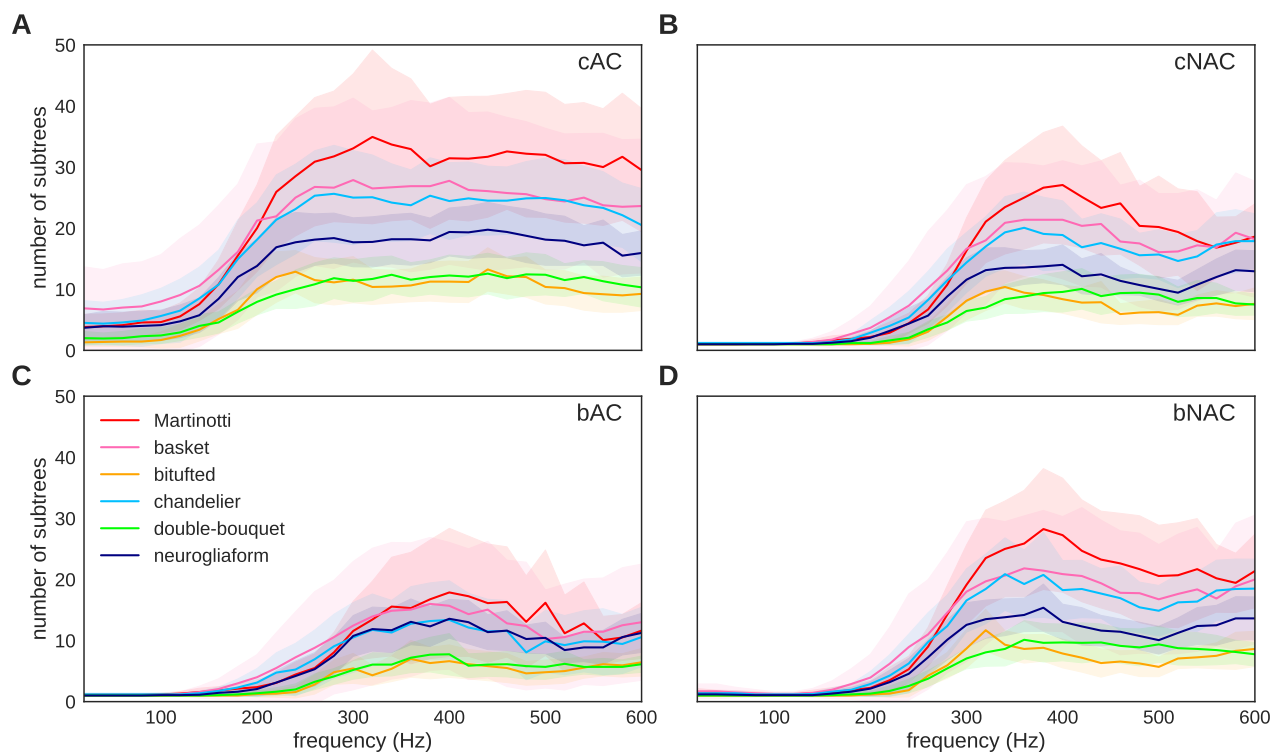 A
B
50
40
30
20
10
0
number of subtrees
cAC
cNAC
C
D
50
40
30
20
10
0
number of subtrees
bAC
bNAC
Martinotti
basket
bitufted
chandelier
double-bouquet
neurogliaform
100 200 300 400 500 600
100 200 300 400 500 600
frequency (Hz)
frequency (Hz)